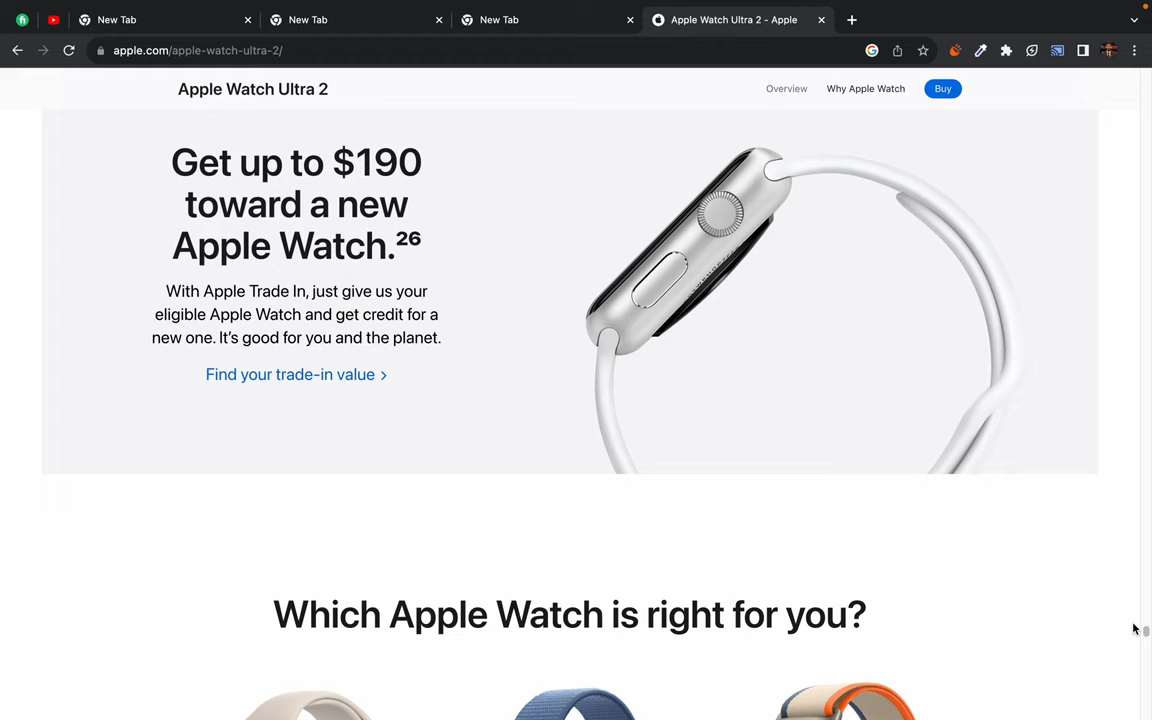 New Tab
New Tab
New Tab
Apple Watch Ultra 2 - Apple
apple.com/apple-watch-ultra-2/
Apple Watch Ultra 2
Overview
Why Apple Watch
Buy
Get up to $190
toward a new
Apple Watch.²⁶
With Apple Trade In, just give us your
eligible Apple Watch and get credit for a
new one. It’s good for you and the planet.
Find your trade-in value >
Which Apple Watch is right for you?